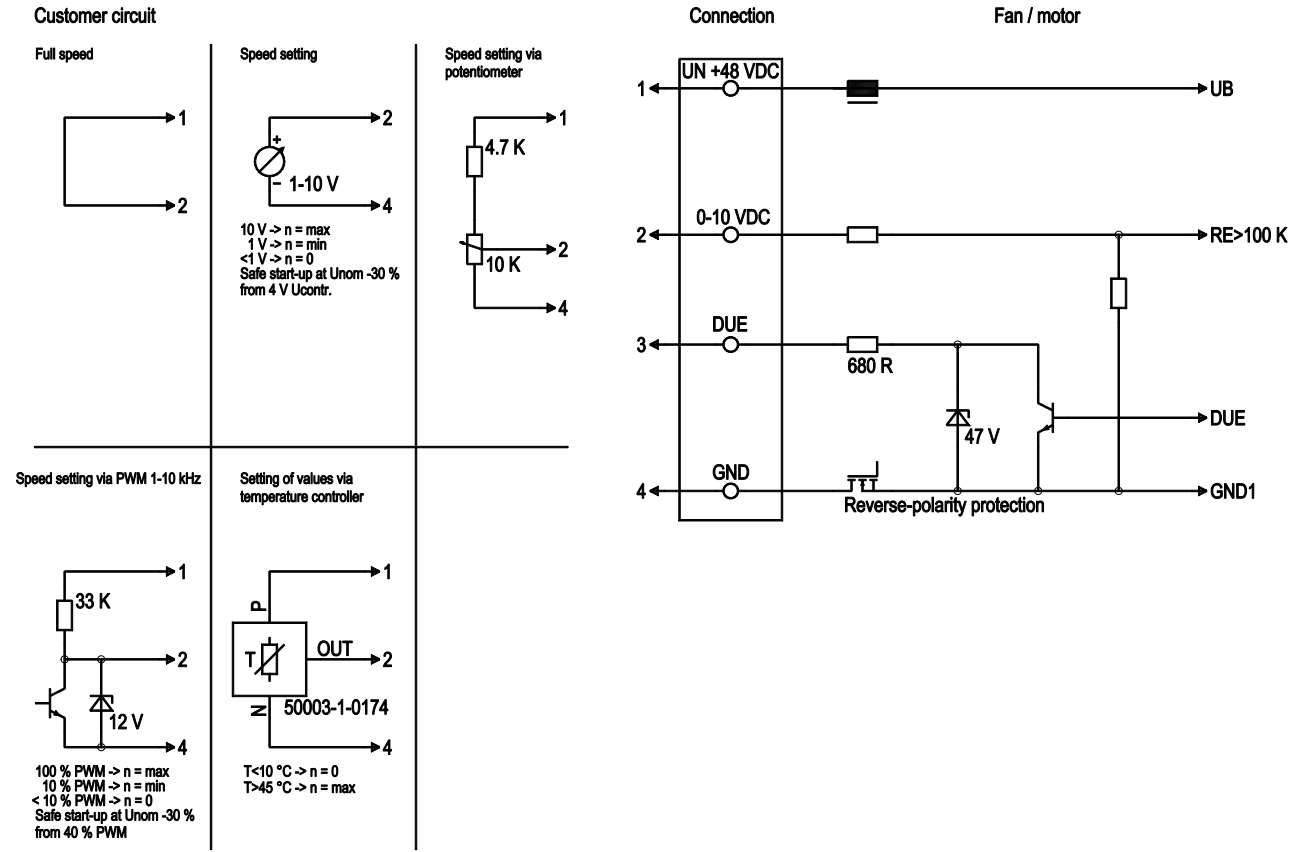 Customer circuit
Connection
Fan / motor
Full speed
1
2
Speed setting
2
+
–
1-10 V
4
10 V -> n = max
1 V -> n = min
<1 V -> n = 0
Safe start-up at Unom -30 %
from 4 V Ucontr.
Speed setting via
potentiometer
1
4.7 K
2
10 K
4
Speed setting via PWM 1-10 kHz
1
33 K
2
12 V
4
100 % PWM -> n = max
10 % PWM -> n = min
< 10 % PWM -> n = 0
Safe start-up at Unom -30 %
from 40 % PWM
Setting of values via
temperature controller
1
P
T
OUT
2
N
50003-1-0174
4
T<10 °C -> n = 0
T>45 °C -> n = max
UN +48 VDC
1
UB
0-10 VDC
2
RE>100 K
DUE
3
680 R
47 V
DUE
GND
4
GND1
Reverse-polarity protection